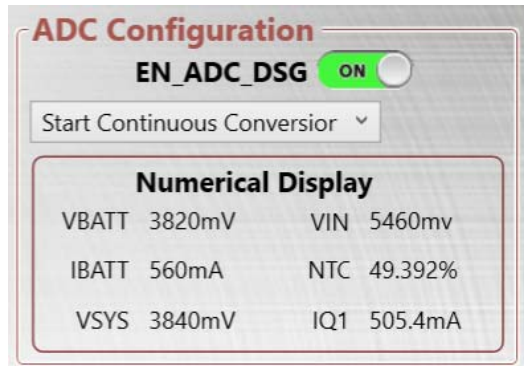 ADC Configuration
EN_ADC_DSG ON
Start Continuous Conversior
Numerical Display
VBATT 3820mV VIN 5460mv
IBATT 560mA NTC 49.392%
VSYS 3840mV IQ1 505.4mA